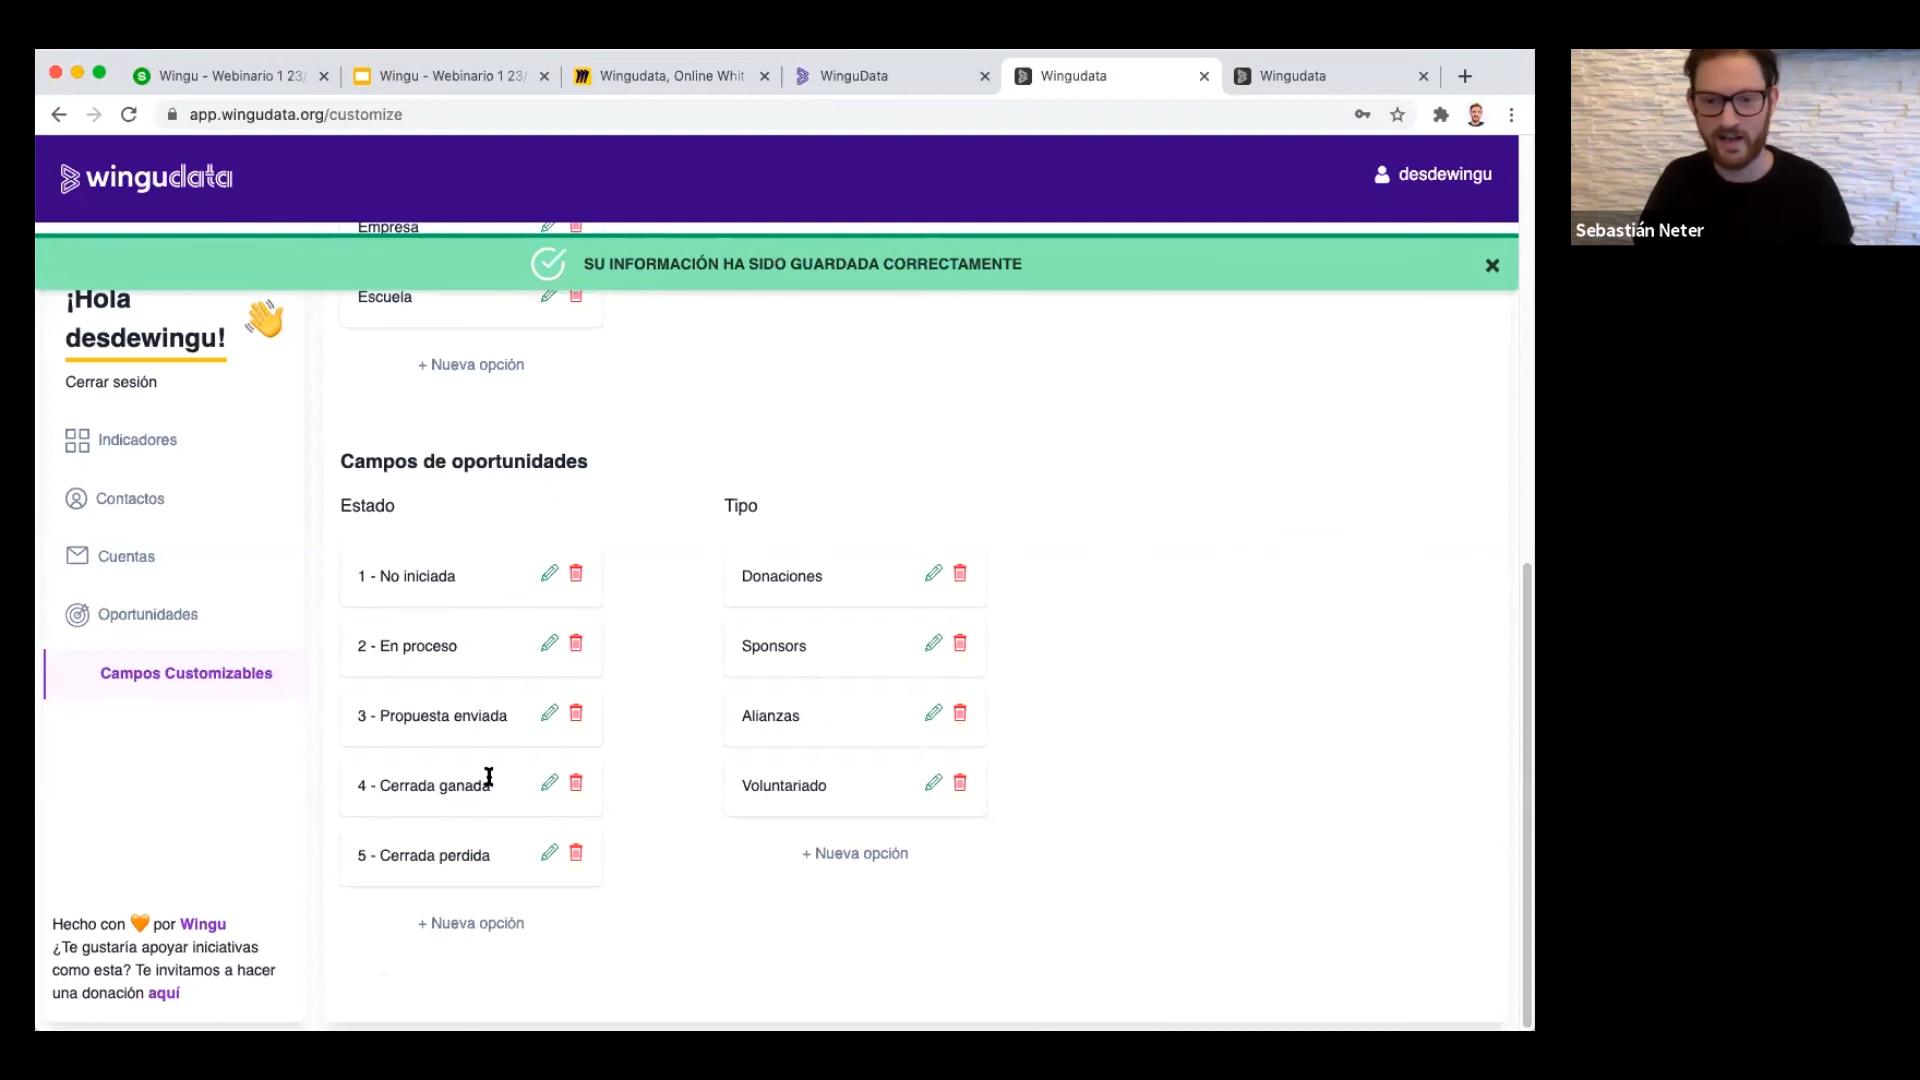 Wingu - Webinario 1 23/
Wingu - Webinario 1 23/
Wingudata, Online Whit
WinguData
Wingudata
Wingudata
app.wingudata.org/customize
wingudata
desdewingu
Sebastián Neter
Empresa
SU INFORMACIÓN HA SIDO GUARDADA CORRECTAMENTE
¡Hola
desdewingu!
Cerrar sesión
Indicadores
Contactos
Cuentas
Oportunidades
Campos Customizables
Hecho con 🧡 por Wingu
¿Te gustaría apoyar iniciativas
como esta? Te invitamos a hacer
una donación aquí
Escuela
+ Nueva opción
Campos de oportunidades
Estado
1 - No iniciada
2 - En proceso
3 - Propuesta enviada
4 - Cerrada ganada
5 - Cerrada perdida
+ Nueva opción
Tipo
Donaciones
Sponsors
Alianzas
Voluntariado
+ Nueva opción